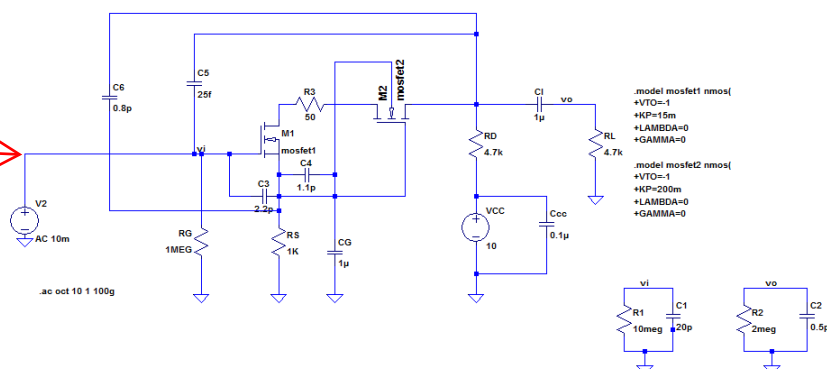 C6
0.8p
C5
25f
R3
50
M2
mosfet2
M1
mosfet1
vi
C4
1.1p
C3
2.2p
V2
AC 10m
RG
1MEG
RS
1K
CG
1µ
CI
1µ
vo
RD
4.7k
RL
4.7k
VCC
10
Ccc
0.1µ
.ac oct 10 1 100g
.model mosfet1 nmos(
+VTO=-1
+KP=15m
+LAMBDA=0
+GAMMA=0
.model mosfet2 nmos(
+VTO=-1
+KP=200m
+LAMBDA=0
+GAMMA=0
vi
R1
10meg
C1
20p
vo
R2
2meg
C2
0.5p